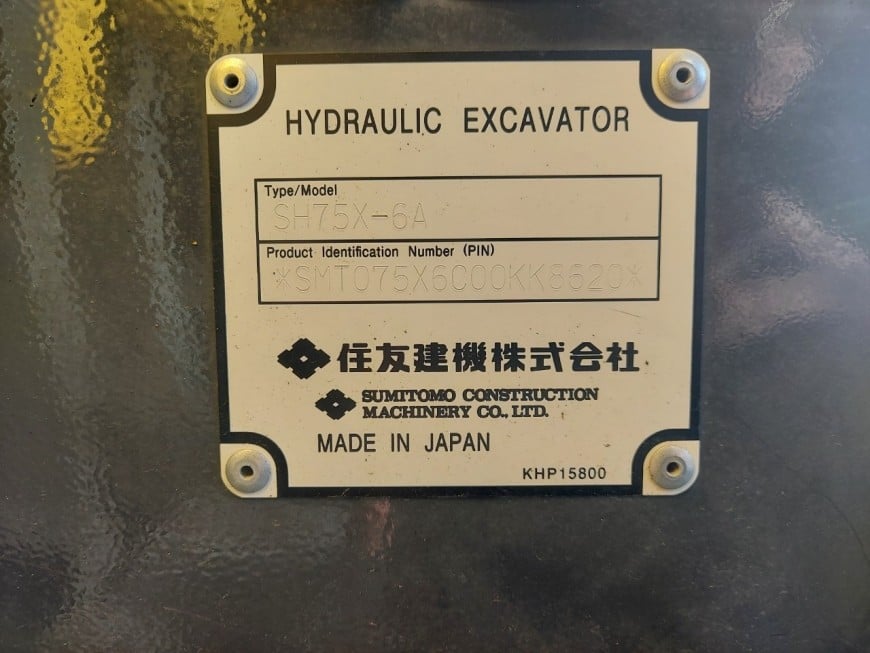 HYDRAULIC EXCAVATOR
Type/Model
SH75X-6A
Product Identification Number (PIN)
*SMT075X6C00KK8620*
住友建機株式会社
SUMITOMO CONSTRUCTION
MACHINERY CO., LTD.
MADE IN JAPAN
KHP15800